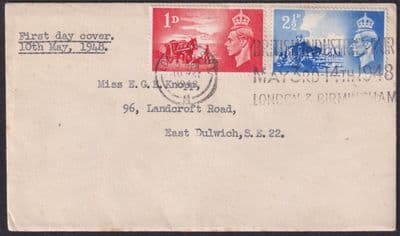 First day cover.
10th May, 1948.
1D
2½D
BRITISH INDUSTRIES FAIR
MAY 3RD-14TH 1948
LONDON & BIRMINGHAM
Miss E.G.E.Knowe,
96, Landcroft Road,
East Dulwich,S.E.22.